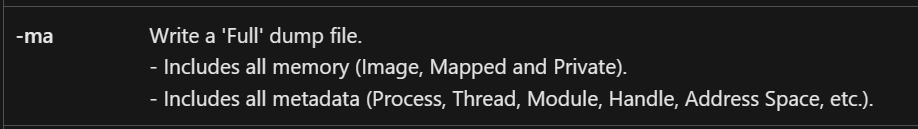 -ma Write a 'Full' dump file.
- Includes all memory (Image, Mapped and Private).
- Includes all metadata (Process, Thread, Module, Handle, Address Space, etc.).